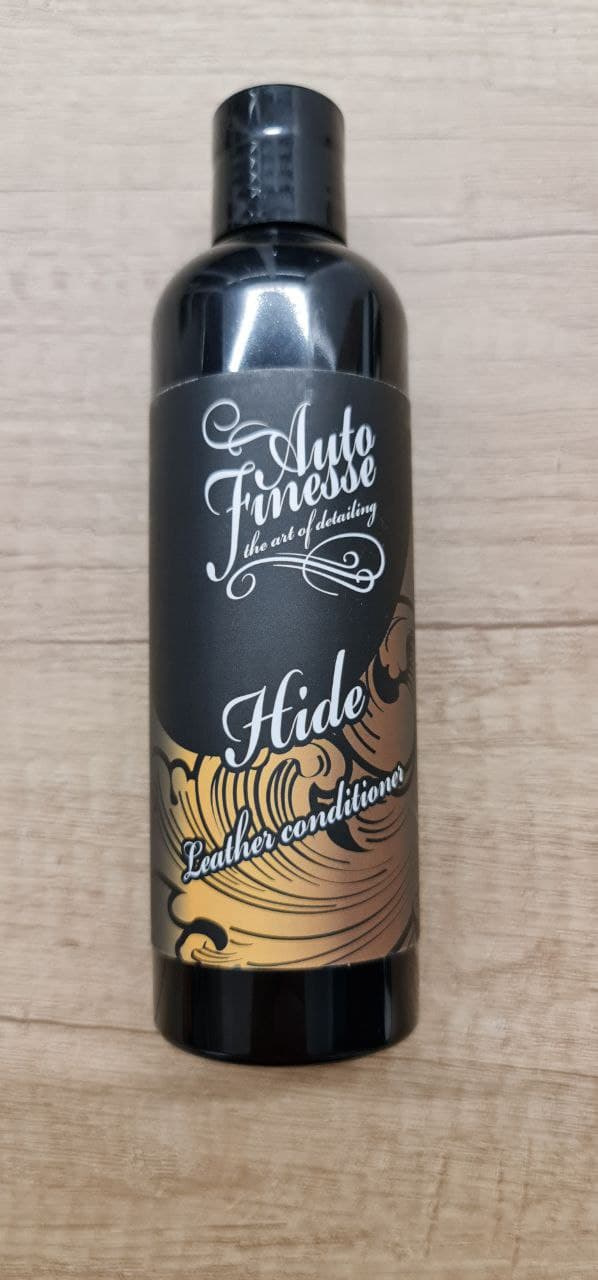 Auto
Finesse
the art of detailing
Hide
Leather conditioner